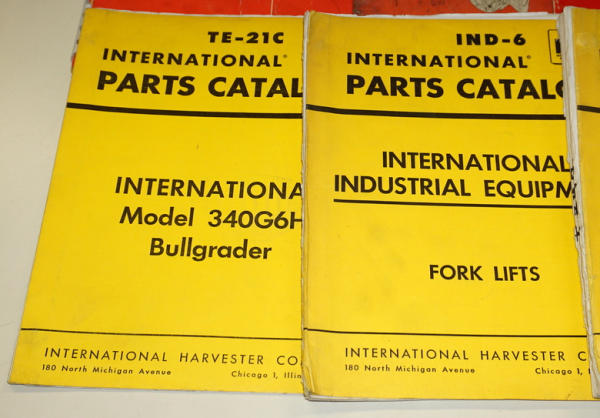 TE-21C
INTERNATIONAL®
PARTS CATAL
INTERNATIONA
Model 340G6H
Bullgrader
INTERNATIONAL HARVESTER CO
180 North Michigan Avenue
Chicago 1, Illin
IND-6
INTERNATIONAL®
PARTS CATALO
INTERNATIONAL
INDUSTRIAL EQUIPM
FORK LIFTS
INTERNATIONAL HARVESTER C
180 North Michigan Avenue
Chicago 1, I